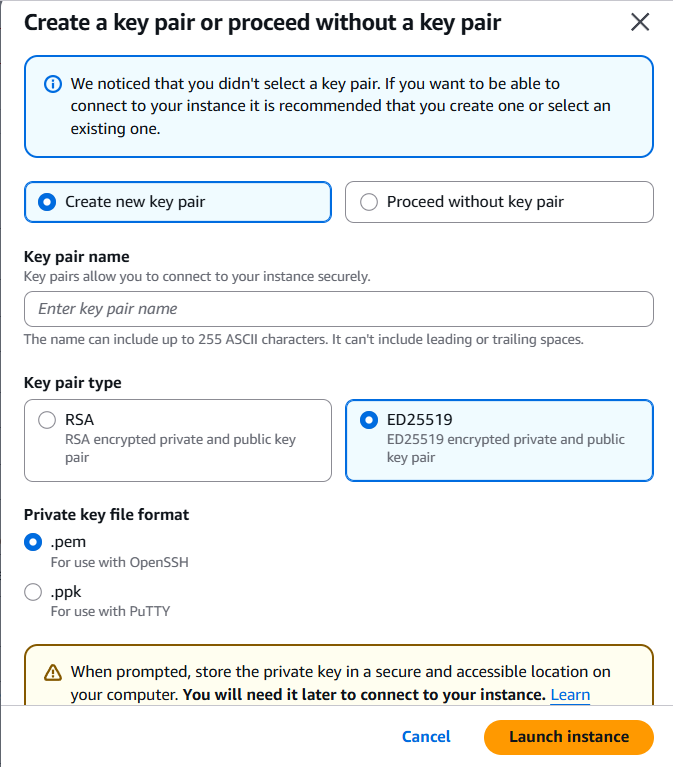 Create a key pair or proceed without a key pair
We noticed that you didn't select a key pair. If you want to be able to
connect to your instance it is recommended that you create one or select an
existing one.
Create new key pair
Proceed without key pair
Key pair name
Key pairs allow you to connect to your instance securely.
Enter key pair name
The name can include up to 255 ASCII characters. It can't include leading or trailing spaces.
Key pair type
RSA
RSA encrypted private and public key
pair
ED25519
ED25519 encrypted private and public
key pair
Private key file format
.pem
For use with OpenSSH
.ppk
For use with PuTTY
When prompted, store the private key in a secure and accessible location on
your computer. You will need it later to connect to your instance. Learn
Cancel
Launch instance